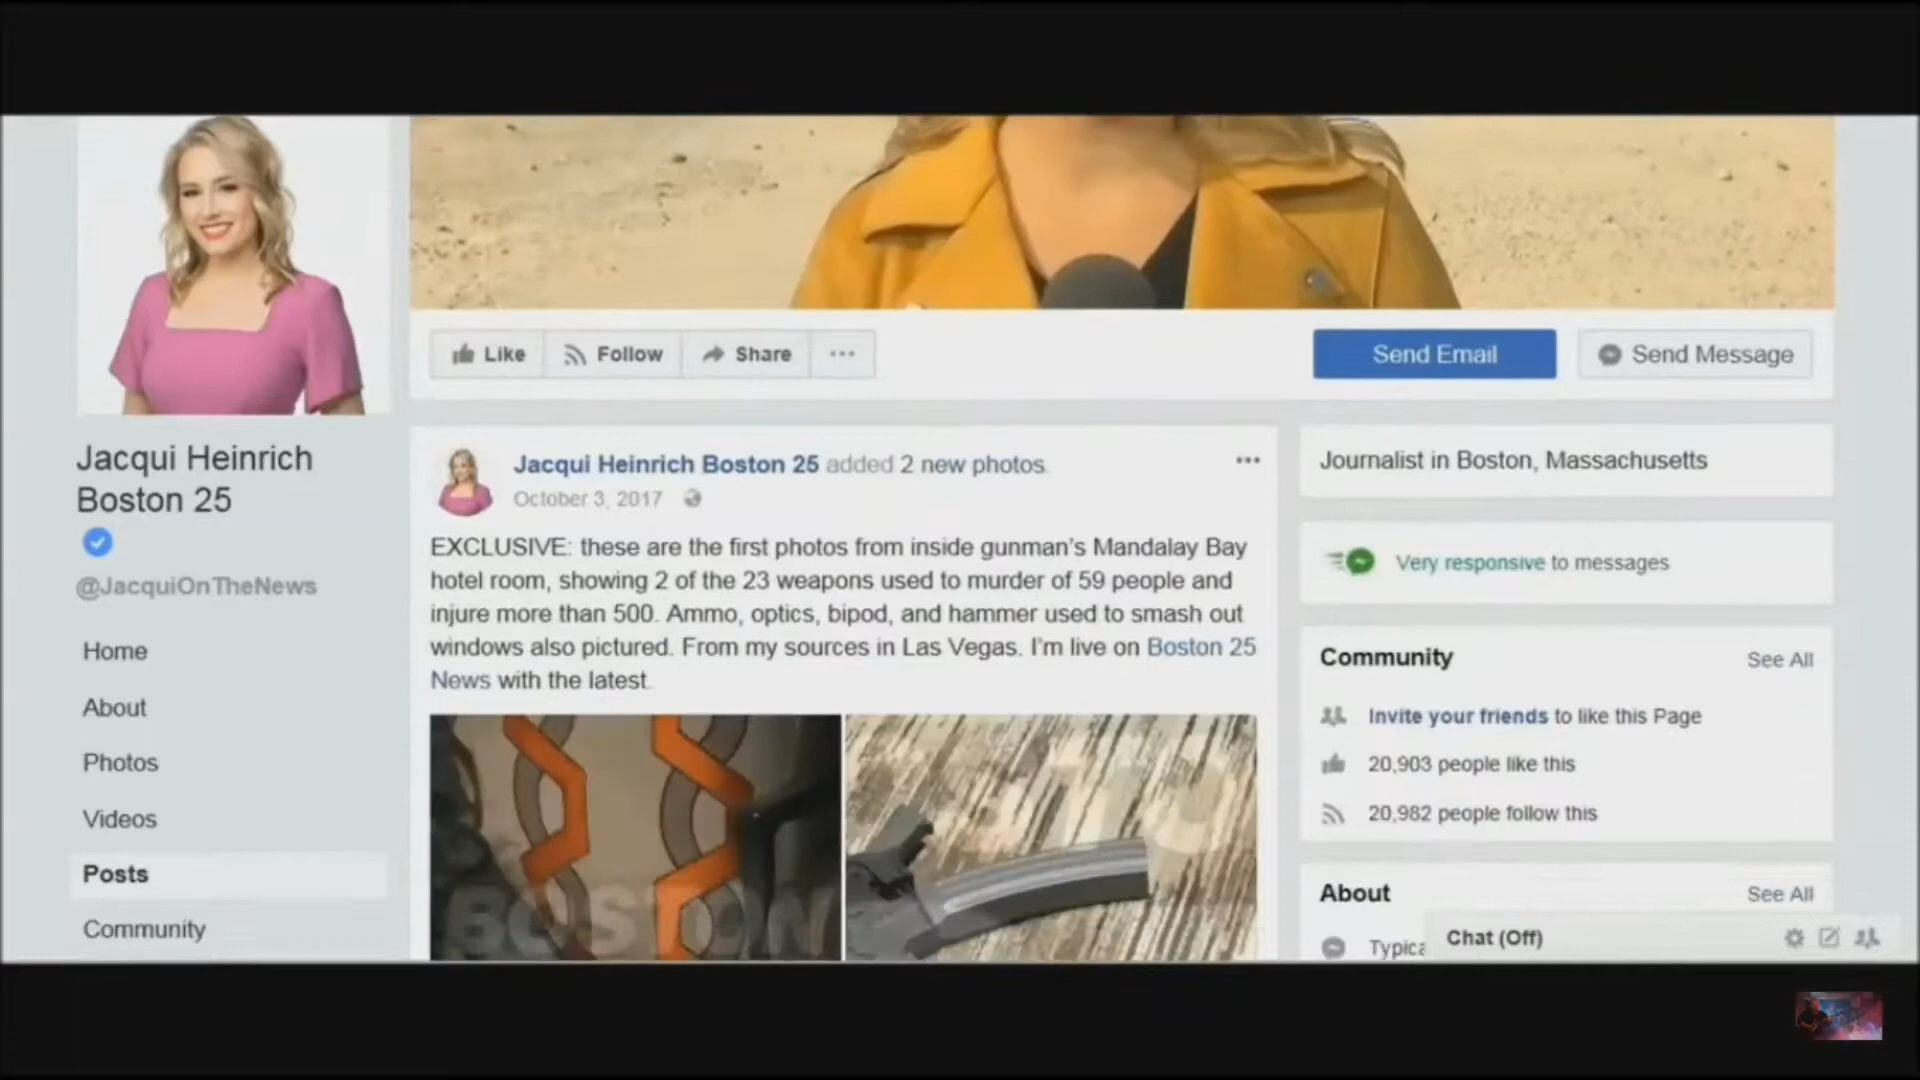 Jacqui Heinrich
Boston 25
@JacquiOnTheNews
Home
About
Photos
Videos
Posts
Community
Like
Follow
Share
Send Email
Send Message
Jacqui Heinrich Boston 25 added 2 new photos.
October 3, 2017
EXCLUSIVE: these are the first photos from inside gunman's Mandalay Bay
hotel room, showing 2 of the 23 weapons used to murder of 59 people and
injure more than 500. Ammo, optics, bipod, and hammer used to smash out
windows also pictured. From my sources in Las Vegas. I'm live on Boston 25
News with the latest.
BOSTON
Journalist in Boston, Massachusetts
Very responsive to messages
Community
See All
Invite your friends to like this Page
20,903 people like this
20,982 people follow this
About
See All
Typica
Chat (Off)